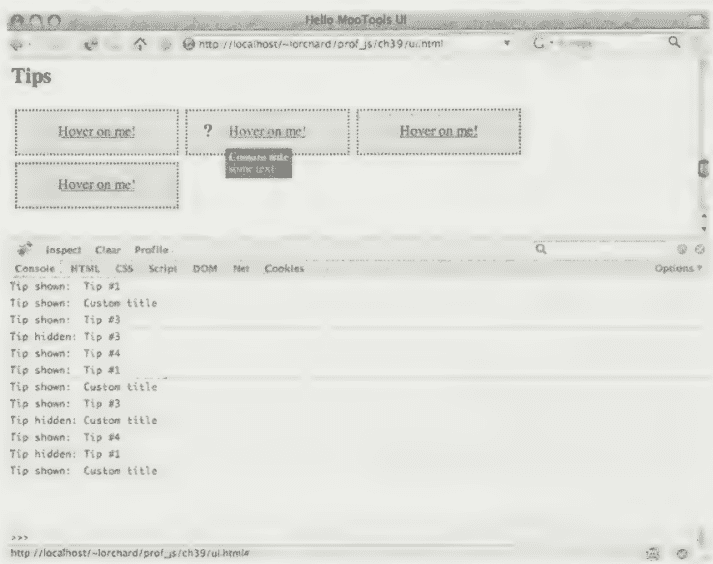 Hello MooTools UI
http://localhost/~lorchard/prof_js/ch39/ui.html
Tips
Hover on me!
? Hover on me!
Hover on me!
Custom title
some text
Hover on me!
Inspect Clear Profile
Console HTML CSS Script DOM Net Cookies
Options
Tip shown: Tip #1
Tip shown: Custom title
Tip shown: Tip #3
Tip hidden: Tip #3
Tip shown: Tip #4
Tip shown: Tip #1
Tip shown: Custom title
Tip shown: Tip #3
Tip hidden: Custom title
Tip shown: Tip #4
Tip hidden: Tip #1
Tip shown: Custom title
>>>
http://localhost/~lorchard/prof_js/ch39/ui.html#